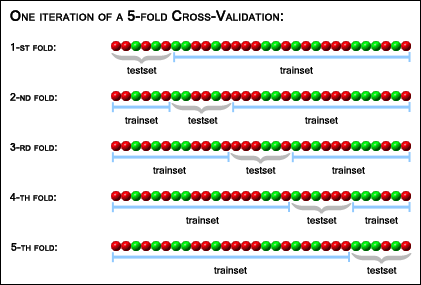 One iteration of a 5-fold Cross-Validation:
1-st fold:
testset trainset
2-nd fold:
trainset testset trainset
3-rd fold:
trainset testset trainset
4-th fold:
trainset testset trainset
5-th fold:
trainset testset